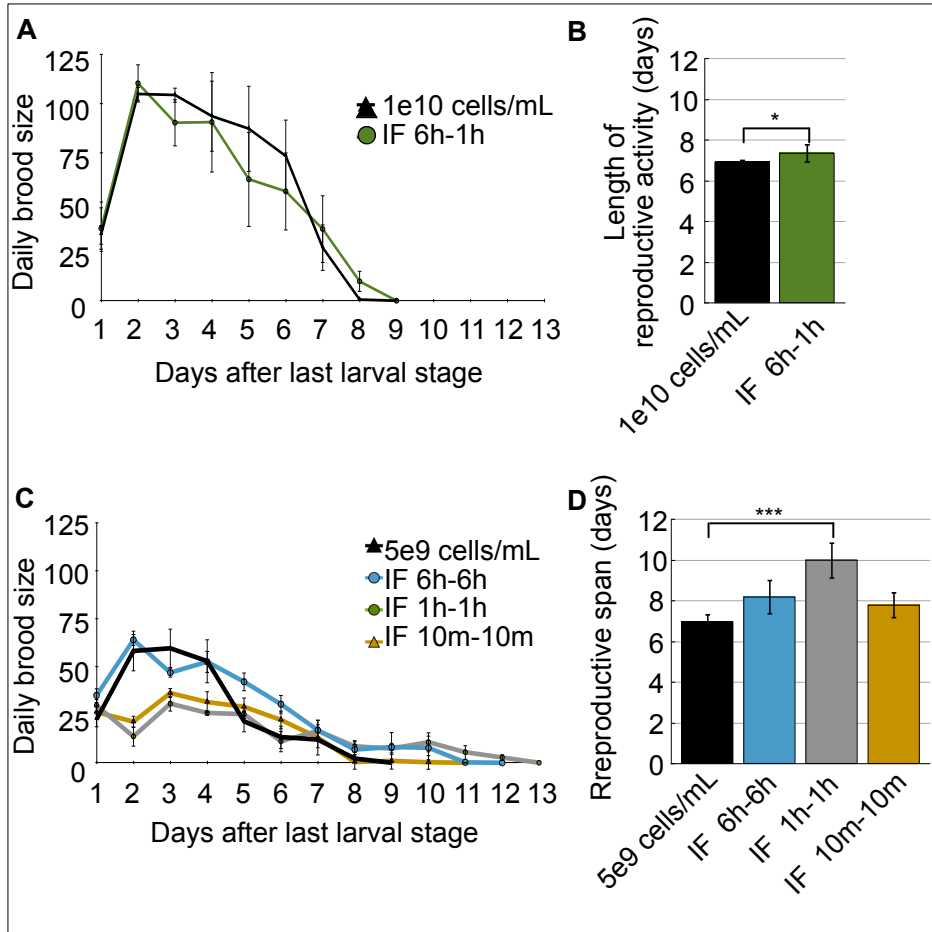 A
125
100
75
50
25
0
Daily brood size
1e10 cells/mL
IF 6h-1h
1 2 3 4 5 6 7 8 9 10 11 12 13
Days after last larval stage
B
Length of
reproductive activity (days)
12
10
8
6
4
2
0
*
1e10 cells/mL
IF 6h-1h
C
125
100
75
50
25
0
Daily brood size
5e9 cells/mL
IF 6h-6h
IF 1h-1h
IF 10m-10m
1 2 3 4 5 6 7 8 9 10 11 12 13
Days after last larval stage
D
Rreproductive span (days)
12
10
8
6
4
2
0
***
5e9 cells/mL
IF 6h-6h
IF 1h-1h
IF 10m-10m